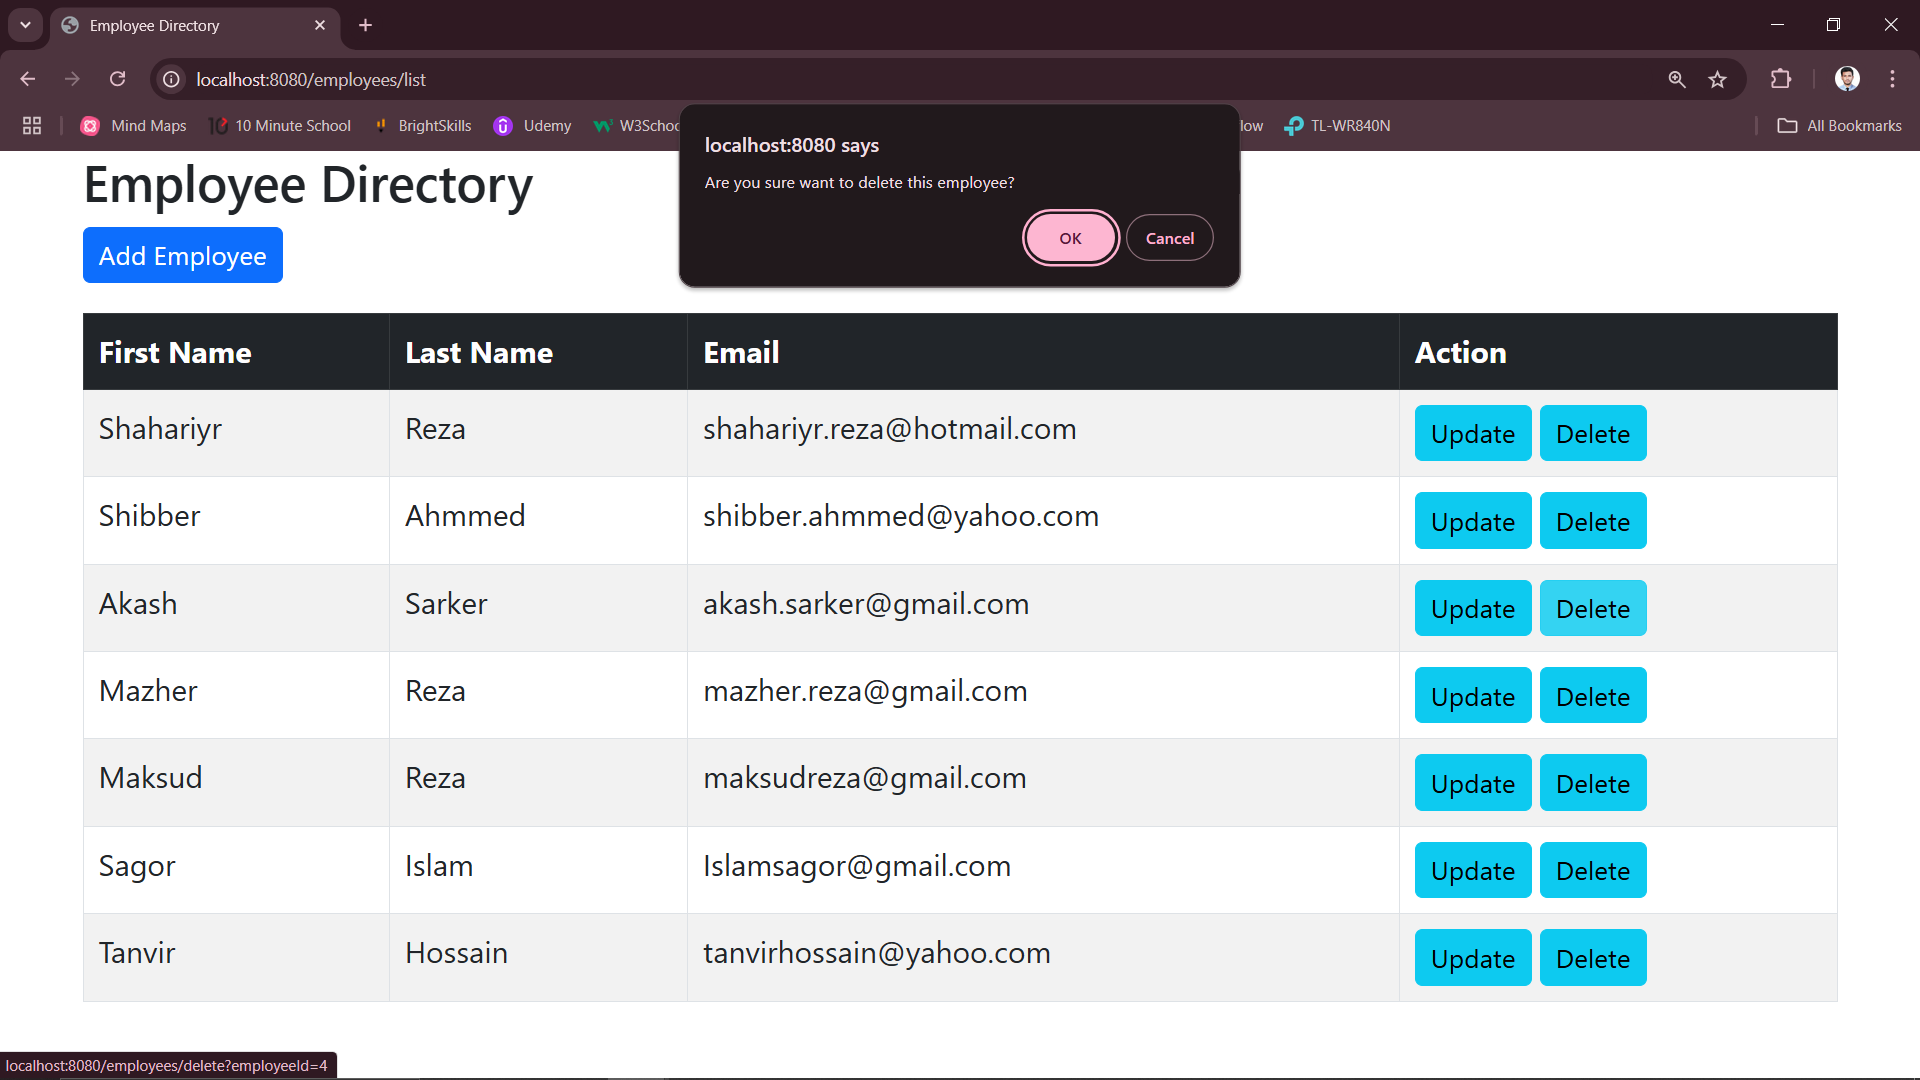 Employee Directory
localhost:8080/employees/list
Mind Maps 10 Minute School BrightSkills Udemy W3Schoo low TL-WR840N All Bookmarks
localhost:8080 says
Are you sure want to delete this employee?
OK Cancel
Employee Directory
Add Employee
First Name Last Name Email Action
Shahariyr Reza shahariyr.reza@hotmail.com Update Delete
Shibber Ahmmed shibber.ahmmed@yahoo.com Update Delete
Akash Sarker akash.sarker@gmail.com Update Delete
Mazher Reza mazher.reza@gmail.com Update Delete
Maksud Reza maksudreza@gmail.com Update Delete
Sagor Islam Islamsagor@gmail.com Update Delete
Tanvir Hossain tanvirhossain@yahoo.com Update Delete
localhost:8080/employees/delete?employeeId=4